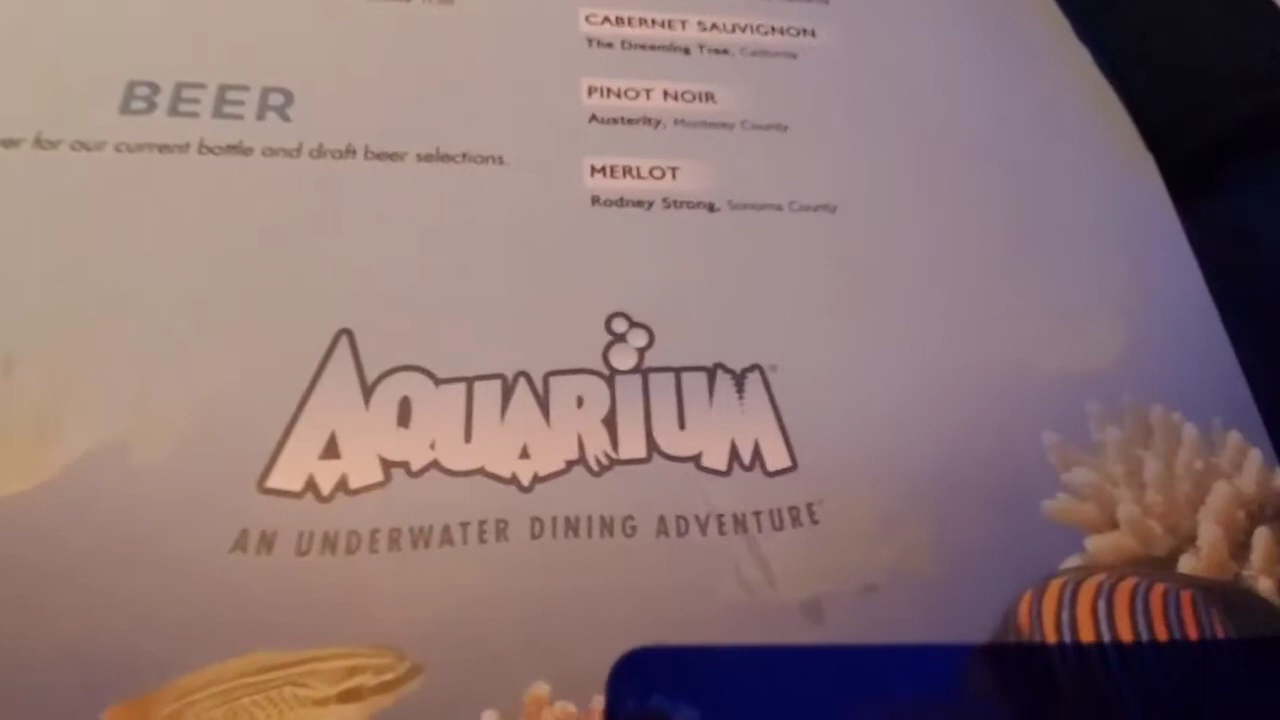 BEER
for our current bottle and draft beer selections.
CABERNET SAUVIGNON
The Dreaming Tree, California
PINOT NOIR
Austerity, Monterey County
MERLOT
Rodney Strong, Sonoma County
AQUARIUM
AN UNDERWATER DINING ADVENTURE